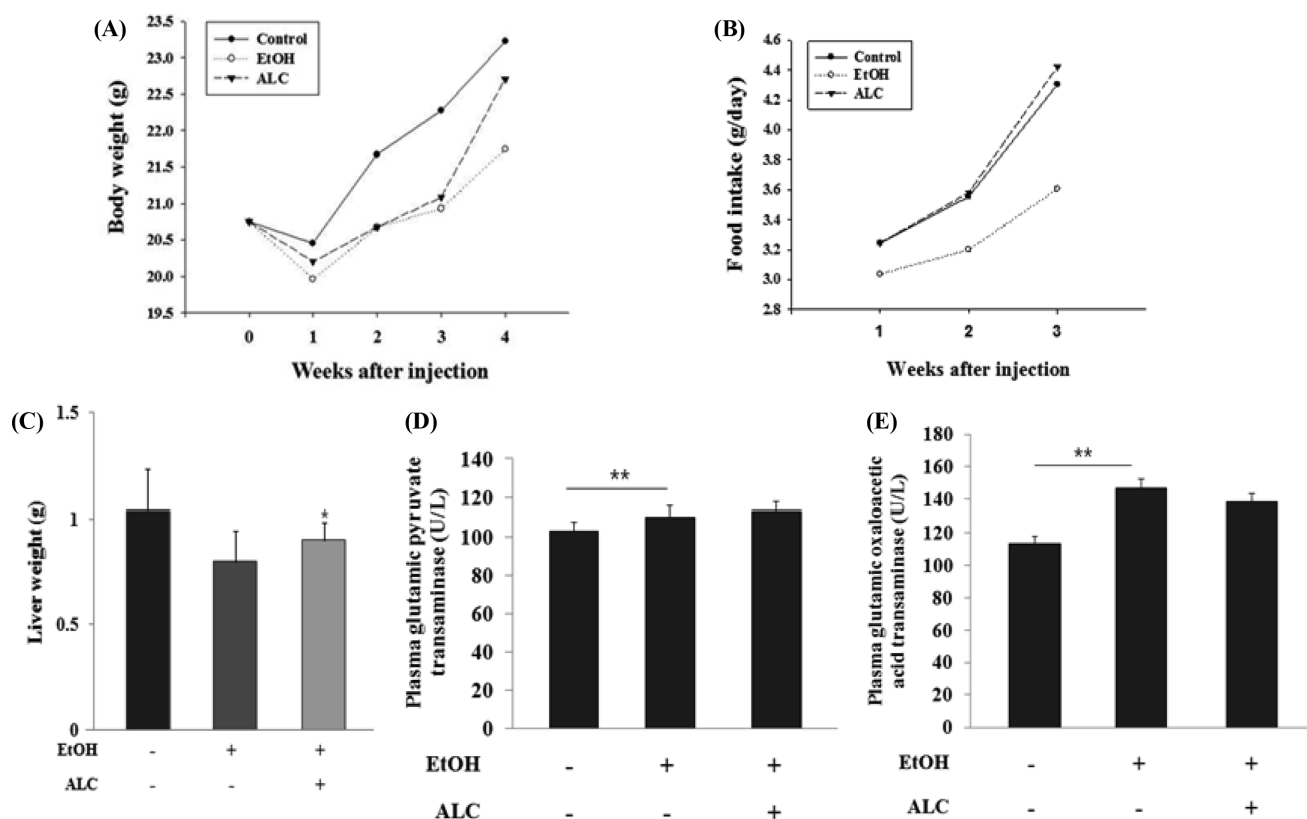 (A)
Body weight (g)
23.5
23.0
22.5
22.0
21.5
21.0
20.5
20.0
19.5
Control
EtOH
ALC
0 1 2 3 4
Weeks after injection
(B)
Food intake (g/day)
4.6
4.4
4.2
4.0
3.8
3.6
3.4
3.2
3.0
2.8
Control
EtOH
ALC
1 2 3
Weeks after injection
(C)
Liver weight (g)
1.5
1
0.5
0
*
EtOH - + +
ALC - - +
(D)
Plasma glutamic pyruvate
transaminase (U/L)
140
120
100
80
60
40
20
0
**
EtOH - + +
ALC - - +
(E)
Plasma glutamic oxaloacetic
acid transaminase (U/L)
180
160
140
120
100
80
60
40
20
0
**
EtOH - + +
ALC - - +